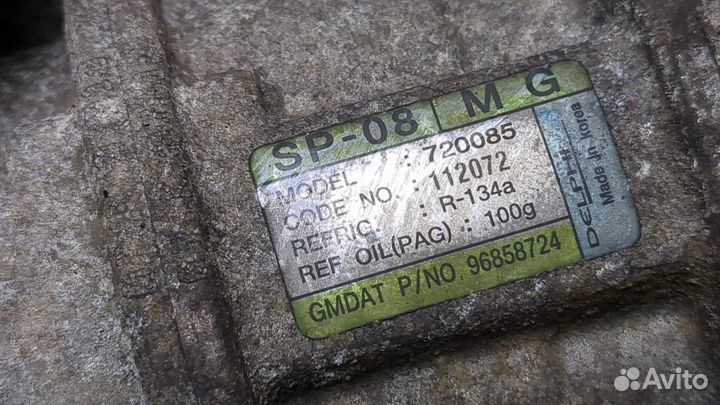 SP-08 M G
MODEL : 720085
CODE NO. : 112072
REFRIG. : R-134a
REF OIL(PAG) : 100g
GMDAT P/NO 96858724
DELPHI
Made in Korea
Avito